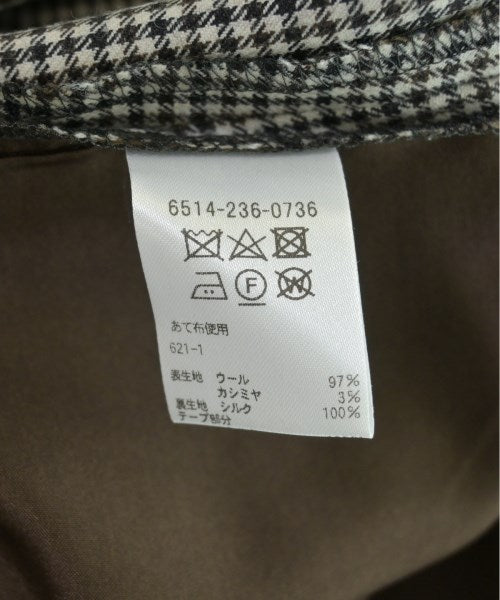 6514-236-0736
F W
あて布使用
621-1
表生地 ウール 97%
カシミヤ 3%
裏生地 シルク 100%
テープ部分